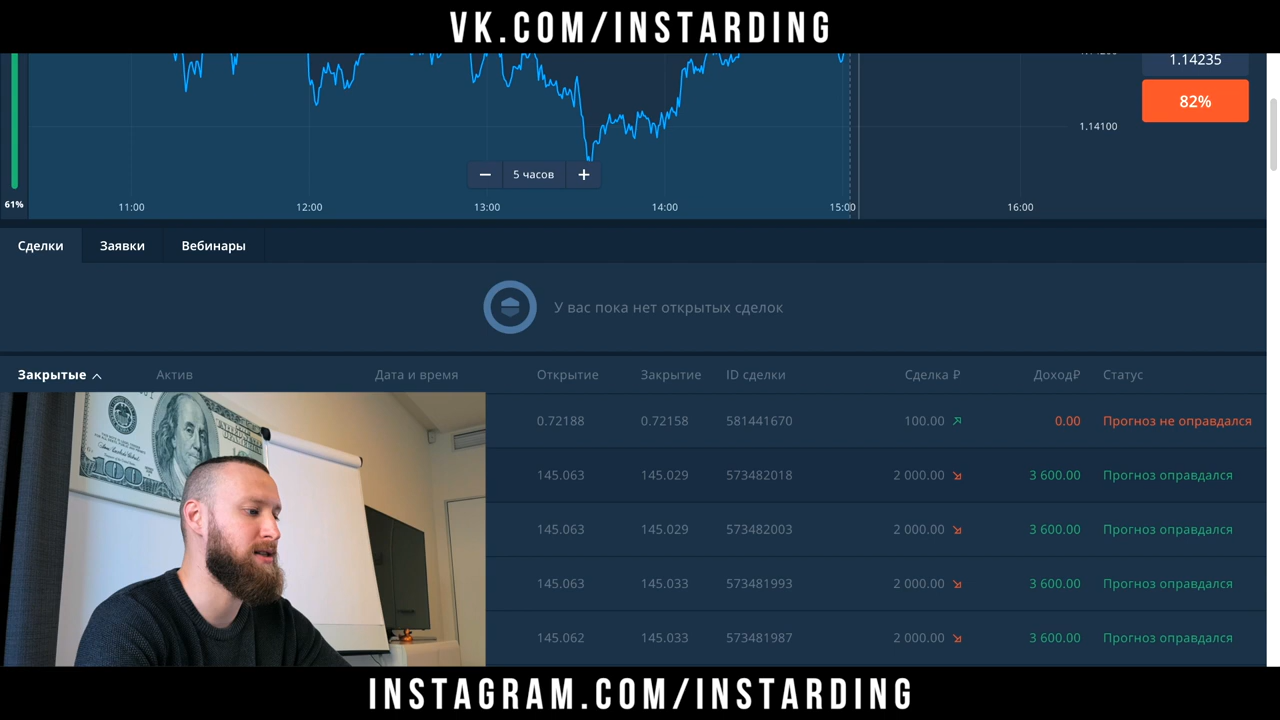 VK.COM/INSTARDING
1.14235
82%
1.14100
− 5 часов +
61%
11:00 12:00 13:00 14:00 15:00 16:00
Сделки Заявки Вебинары
У вас пока нет открытых сделок
Закрытые Актив Дата и время Открытие Закрытие ID сделки Сделка ₽ Доход₽ Статус
0.72188 0.72158 581441670 100.00 0.00 Прогноз не оправдался
145.063 145.029 573482018 2 000.00 3 600.00 Прогноз оправдался
145.063 145.029 573482003 2 000.00 3 600.00 Прогноз оправдался
145.063 145.033 573481993 2 000.00 3 600.00 Прогноз оправдался
145.062 145.033 573481987 2 000.00 3 600.00 Прогноз оправдался
100
INSTAGRAM.COM/INSTARDING